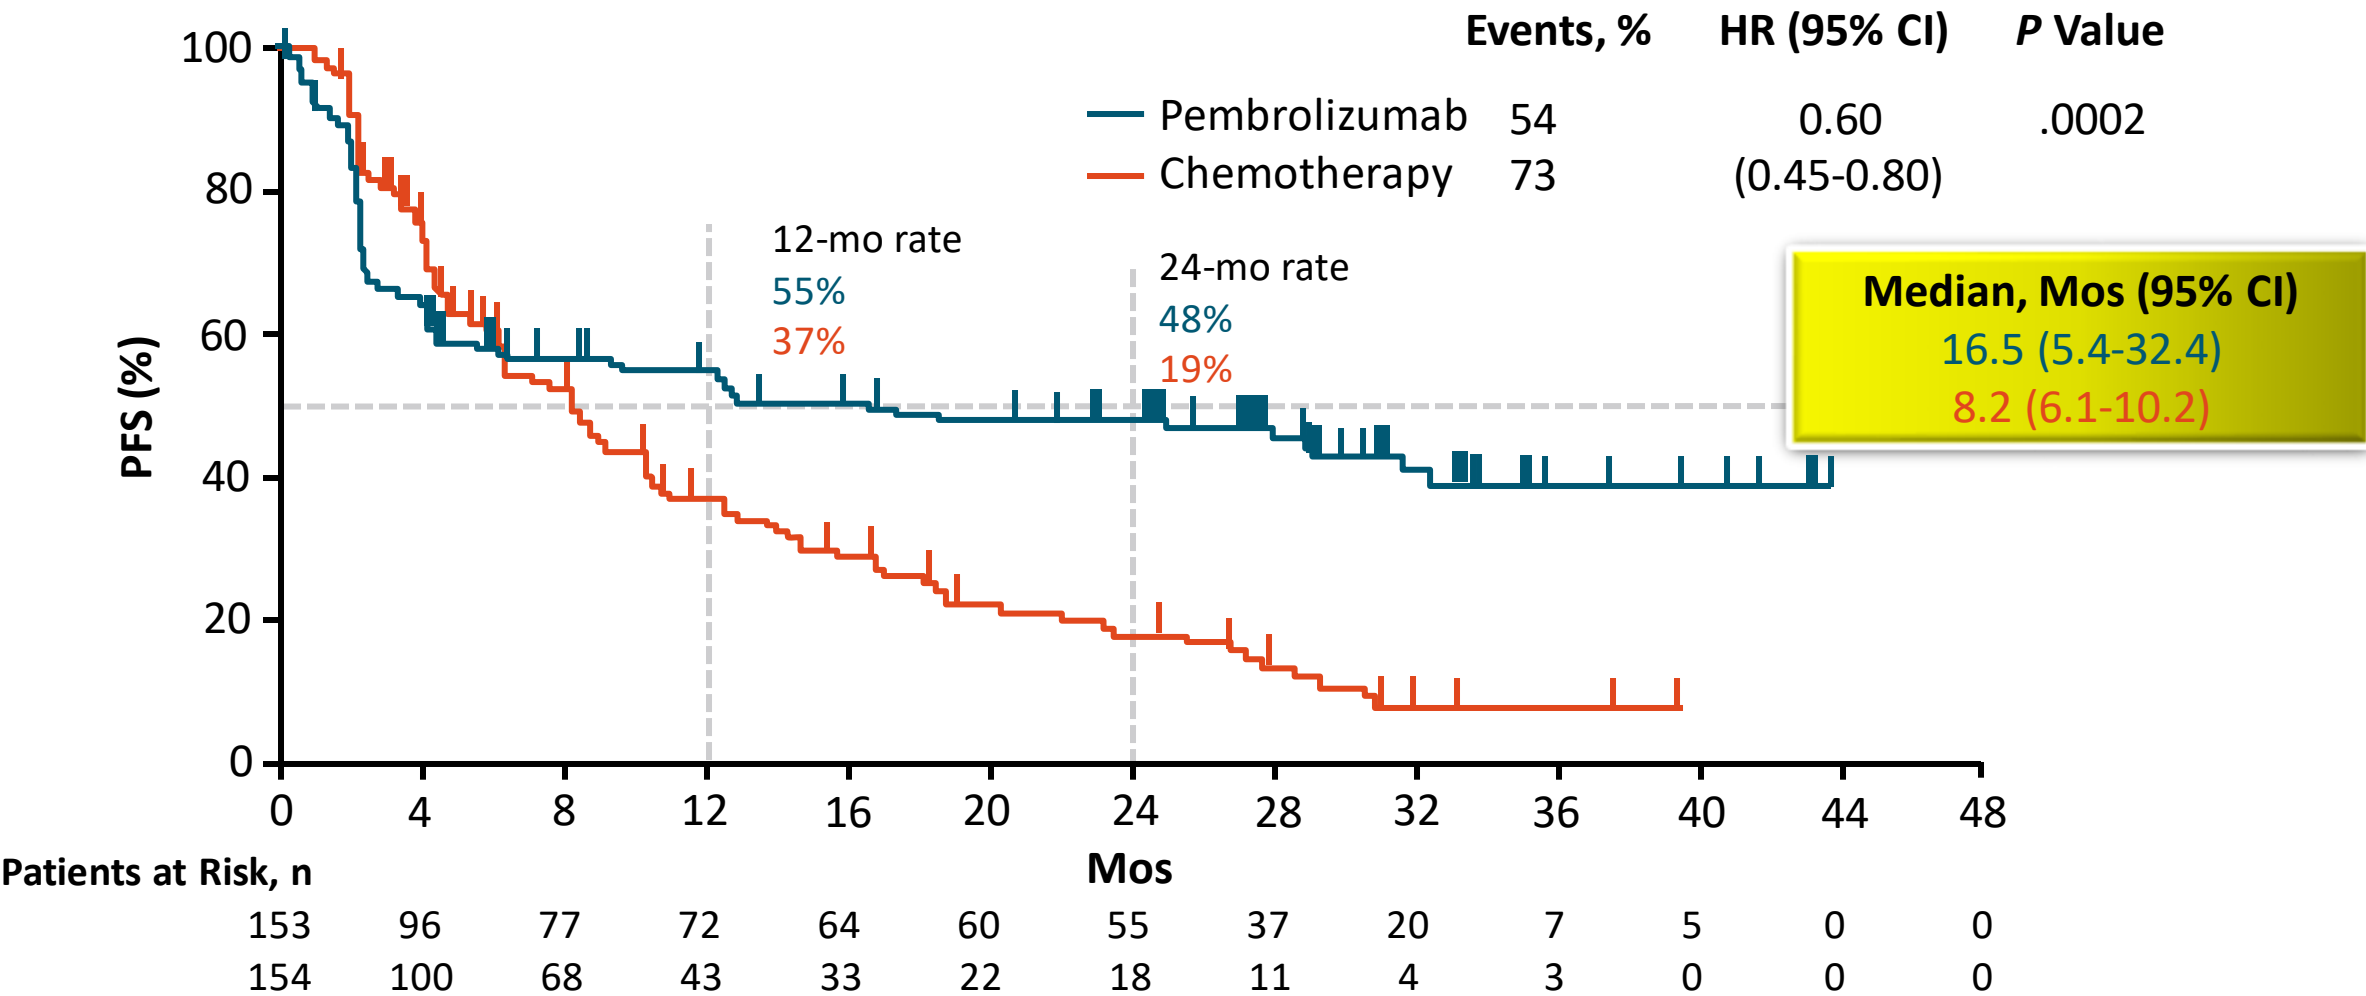 Events, % HR (95% CI) P Value
Pembrolizumab 54 0.60 .0002
Chemotherapy 73 (0.45-0.80)
12-mo rate
55%
37%
24-mo rate
48%
19%
Median, Mos (95% CI)
16.5 (5.4-32.4)
8.2 (6.1-10.2)
PFS (%)
100
80
60
40
20
0
0 4 8 12 16 20 24 28 32 36 40 44 48
Mos
Patients at Risk, n
153 96 77 72 64 60 55 37 20 7 5 0 0
154 100 68 43 33 22 18 11 4 3 0 0 0